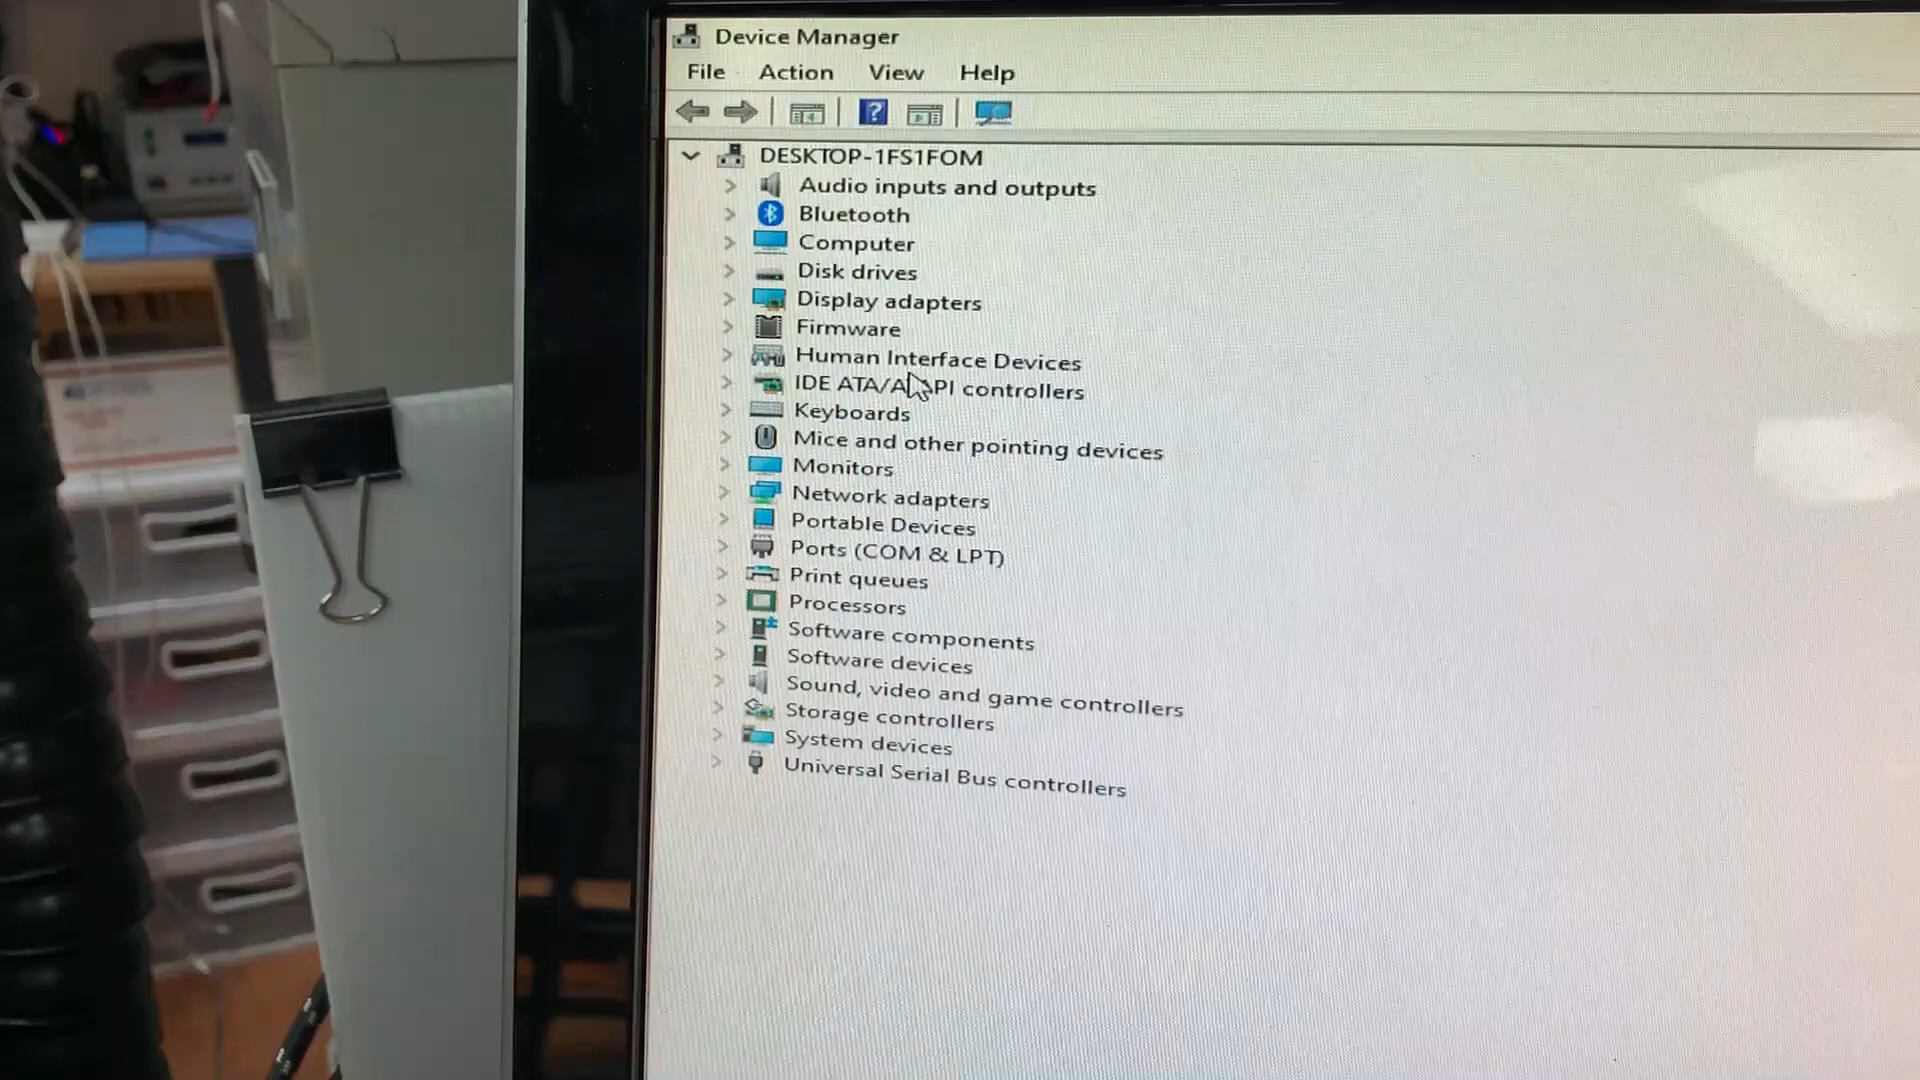 Device Manager
File Action View Help
DESKTOP-1FS1FOM
Audio inputs and outputs
Bluetooth
Computer
Disk drives
Display adapters
Firmware
Human Interface Devices
IDE ATA/ATAPI controllers
Keyboards
Mice and other pointing devices
Monitors
Network adapters
Portable Devices
Ports (COM & LPT)
Print queues
Processors
Software components
Software devices
Sound, video and game controllers
Storage controllers
System devices
Universal Serial Bus controllers